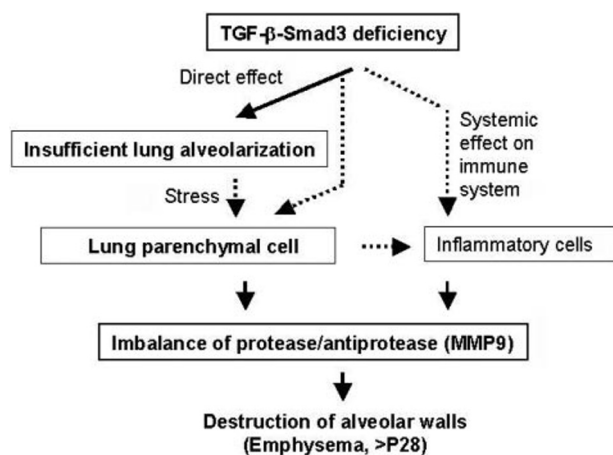 TGF-β-Smad3 deficiency
Direct effect
Systemic
effect on
immune
system
Insufficient lung alveolarization
Stress
Lung parenchymal cell
Inflammatory cells
Imbalance of protease/antiprotease (MMP9)
Destruction of alveolar walls
(Emphysema, >P28)